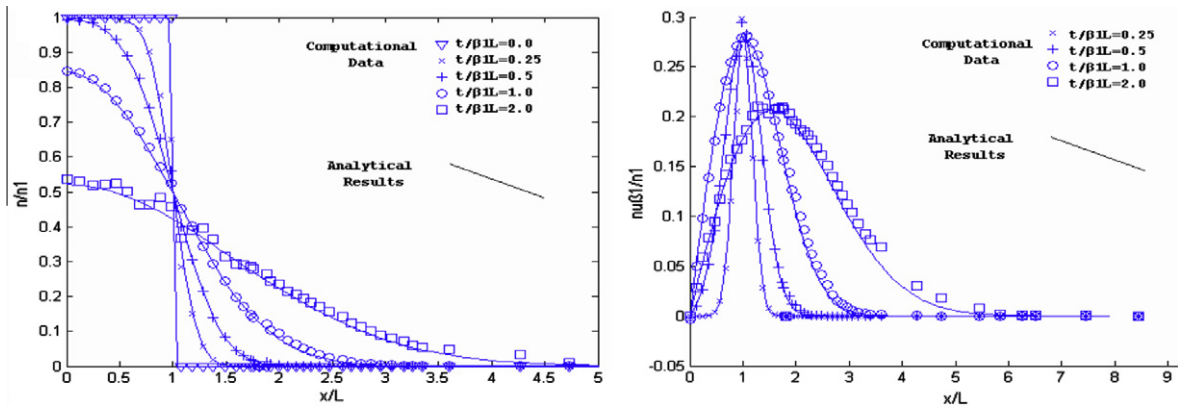 1
0.9
0.8
0.7
0.6
0.5
0.4
0.3
0.2
0.1
0
n/n1
0 0.5 1 1.5 2 2.5 3 3.5 4 4.5 5
x/L
Computational Data
t/β1L=0.0
t/β1L=0.25
t/β1L=0.5
t/β1L=1.0
t/β1L=2.0
Analytical Results
0.3
0.25
0.2
0.15
0.1
0.05
0
-0.05
nuß1/n1
0 1 2 3 4 5 6 7 8 9
x/L
Computational Data
t/β1L=0.25
t/β1L=0.5
t/β1L=1.0
t/β1L=2.0
Analytical Results